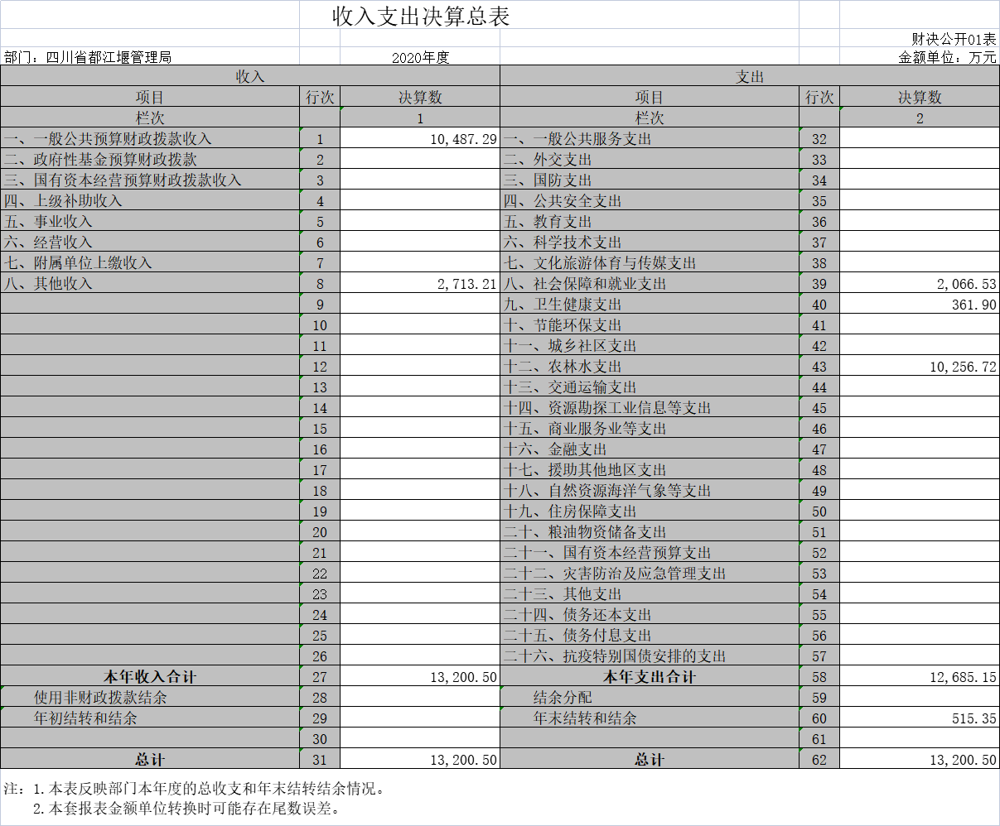 收入支出决算总表
财决公开01表
部门：四川省都江堰管理局 2020年度 金额单位：万元
收入 支出
项目 行次 决算数 项目 行次 决算数
栏次 1 栏次 2
一、一般公共预算财政拨款收入 1 10,487.29 一、一般公共服务支出 32
二、政府性基金预算财政拨款 2 二、外交支出 33
三、国有资本经营预算财政拨款收入 3 三、国防支出 34
四、上级补助收入 4 四、公共安全支出 35
五、事业收入 5 五、教育支出 36
六、经营收入 6 六、科学技术支出 37
七、附属单位上缴收入 7 七、文化旅游体育与传媒支出 38
八、其他收入 8 2,713.21 八、社会保障和就业支出 39 2,066.53
9 九、卫生健康支出 40 361.90
10 十、节能环保支出 41
11 十一、城乡社区支出 42
12 十二、农林水支出 43 10,256.72
13 十三、交通运输支出 44
14 十四、资源勘探工业信息等支出 45
15 十五、商业服务业等支出 46
16 十六、金融支出 47
17 十七、援助其他地区支出 48
18 十八、自然资源海洋气象等支出 49
19 十九、住房保障支出 50
20 二十、粮油物资储备支出 51
21 二十一、国有资本经营预算支出 52
22 二十二、灾害防治及应急管理支出 53
23 二十三、其他支出 54
24 二十四、债务还本支出 55
25 二十五、债务付息支出 56
26 二十六、抗疫特别国债安排的支出 57
本年收入合计 27 13,200.50 本年支出合计 58 12,685.15
使用非财政拨款结余 28 结余分配 59
年初结转和结余 29 年末结转和结余 60 515.35
30 61
总计 31 13,200.50 总计 62 13,200.50
注：1.本表反映部门本年度的总收支和年末结转结余情况。
2.本套报表金额单位转换时可能存在尾数误差。